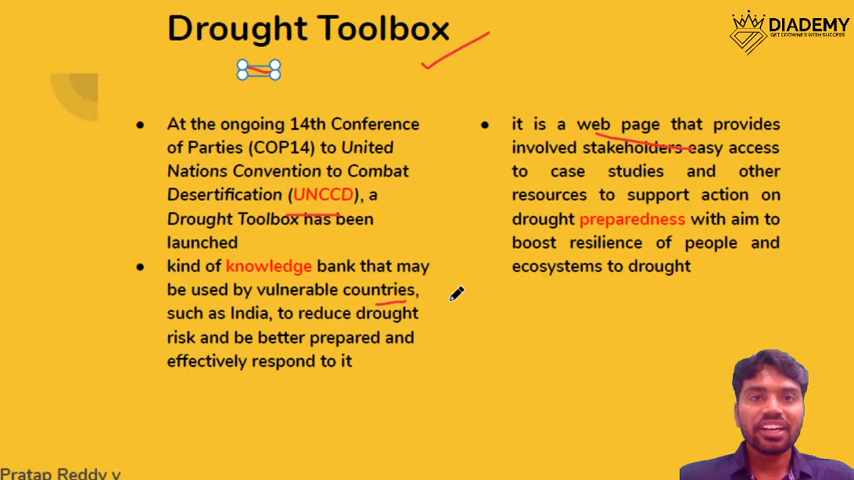 Drought Toolbox
DIADEMY
GET CROWNED WITH SUCCESS
● At the ongoing 14th Conference
of Parties (COP14) to United
Nations Convention to Combat
Desertification (UNCCD), a
Drought Toolbox has been
launched
● kind of knowledge bank that may
be used by vulnerable countries,
such as India, to reduce drought
risk and be better prepared and
effectively respond to it
● it is a web page that provides
involved stakeholders easy access
to case studies and other
resources to support action on
drought preparedness with aim to
boost resilience of people and
ecosystems to drought
Pratap Reddy y